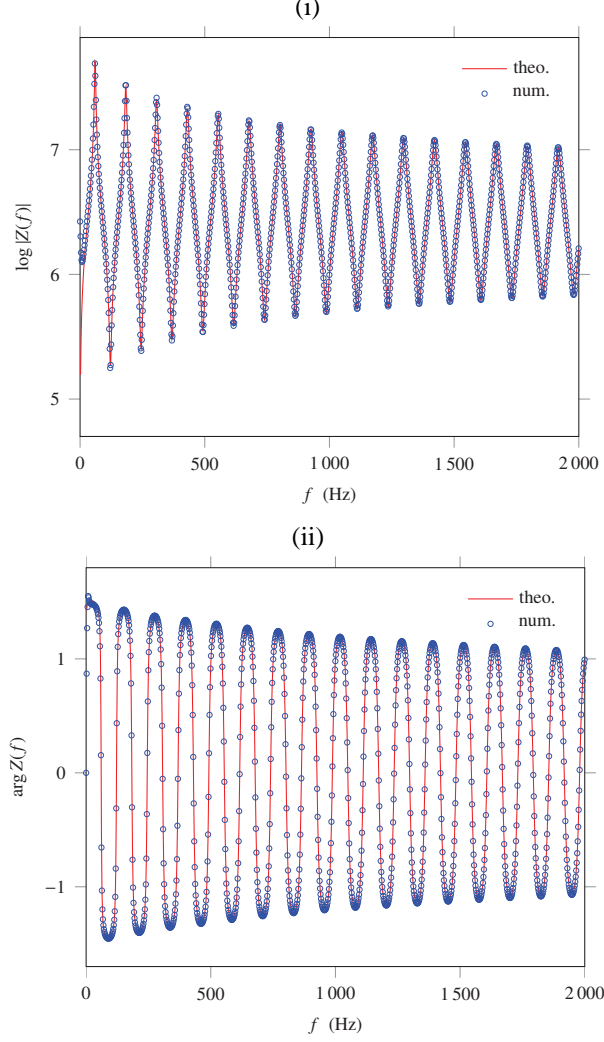 (i)
theo.
num.
7
6
5
log |Z(f)|
0
500
1 000
1 500
2 000
f (Hz)
(ii)
theo.
num.
1
0
−1
arg Z(f)
0
500
1 000
1 500
2 000
f (Hz)